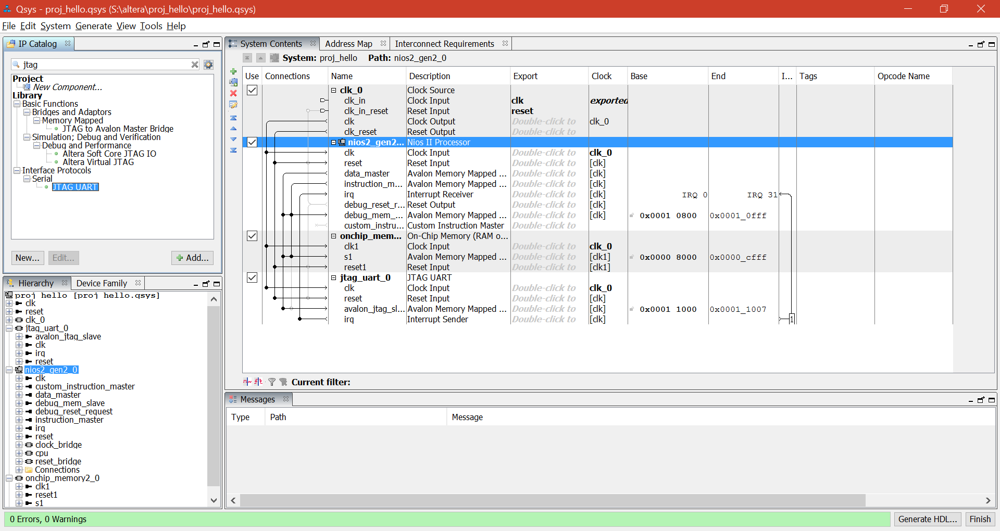 Qsys - proj_hello.qsys (S:\altera\proj_hello\proj_hello.qsys)
File Edit System Generate View Tools Help
IP Catalog
jtag
Project
New Component...
Library
Basic Functions
Bridges and Adaptors
Memory Mapped
JTAG to Avalon Master Bridge
Simulation; Debug and Verification
Debug and Performance
Altera Soft Core JTAG IO
Altera Virtual JTAG
Interface Protocols
Serial
JTAG UART
New... Edit... Add...
Hierarchy Device Family
proj_hello [proj_hello.qsys]
clk
reset
clk_0
jtag_uart_0
avalon_jtag_slave
clk
irq
reset
nios2_gen2_0
clk
custom_instruction_master
data_master
debug_mem_slave
debug_reset_request
instruction_master
irq
reset
clock_bridge
cpu
reset_bridge
Connections
onchip_memory2_0
clk1
reset1
s1
System Contents Address Map Interconnect Requirements
System: proj_hello Path: nios2_gen2_0
Use Connections Name Description Export Clock Base End I... Tags Opcode Name
clk_0 Clock Source
clk_in Clock Input clk exported
clk_in_reset Reset Input reset
clk Clock Output Double-click to clk_0
clk_reset Reset Output Double-click to
nios2_gen2... Nios II Processor
clk Clock Input Double-click to clk_0
reset Reset Input Double-click to [clk]
data_master Avalon Memory Mapped ... Double-click to [clk]
instruction_m... Avalon Memory Mapped ... Double-click to [clk]
irq Interrupt Receiver Double-click to [clk] IRQ 0 IRQ 31
debug_reset_r... Reset Output Double-click to [clk]
debug_mem_... Avalon Memory Mapped ... Double-click to [clk] 0x0001 0800 0x0001_0fff
custom_instru... Custom Instruction Master Double-click to
onchip_mem... On-Chip Memory (RAM o...
clk1 Clock Input Double-click to clk_0
s1 Avalon Memory Mapped ... Double-click to [clk1] 0x0000 8000 0x0000_cfff
reset1 Reset Input Double-click to [clk1]
jtag_uart_0 JTAG UART
clk Clock Input Double-click to clk_0
reset Reset Input Double-click to [clk]
avalon_jtag_sl... Avalon Memory Mapped ... Double-click to [clk] 0x0001 1000 0x0001_1007
irq Interrupt Sender Double-click to [clk] 1
Current filter:
Messages
Type Path Message
0 Errors, 0 Warnings
Generate HDL... Finish